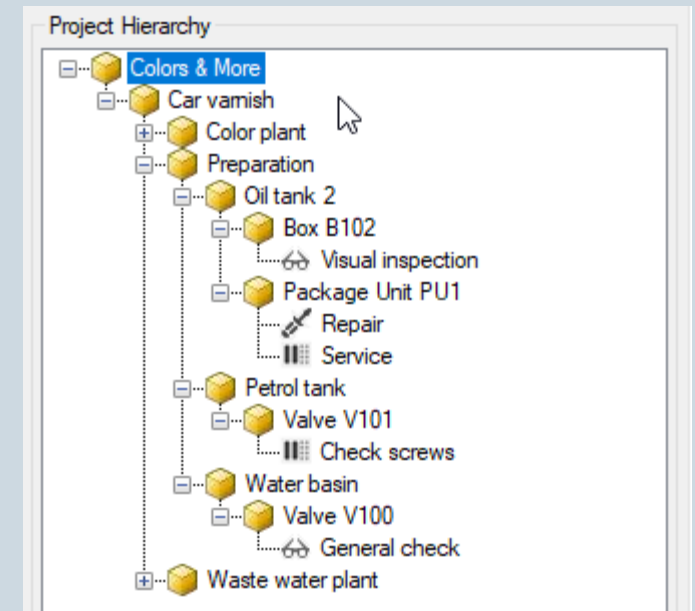 Project Hierarchy
Colors & More
Car varnish
Color plant
Preparation
Oil tank 2
Box B102
Visual inspection
Package Unit PU1
Repair
Service
Petrol tank
Valve V101
Check screws
Water basin
Valve V100
General check
Waste water plant